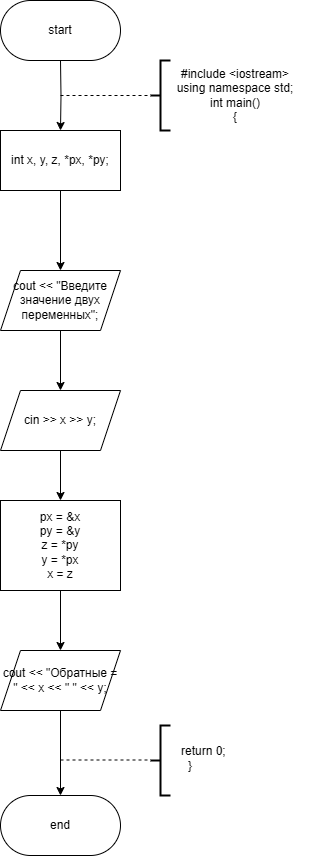 start
#include <iostream>
using namespace std;
int main()
{
int x, y, z, *px, *py;
cout << "Введите
значение двух
переменных";
cin >> x >> y;
px = &x
py = &y
z = *py
y = *px
x = z
cout << "Обратные =
" << x << " " << y;
return 0;
}
end